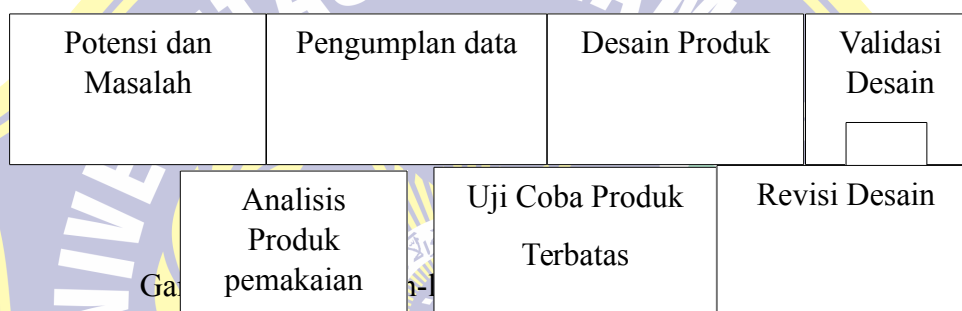 Potensi dan
Masalah
Pengumplan data
Desain Produk
Validasi
Desain
Analisis
Produk
pemakaian
Uji Coba Produk
Terbatas
Revisi Desain